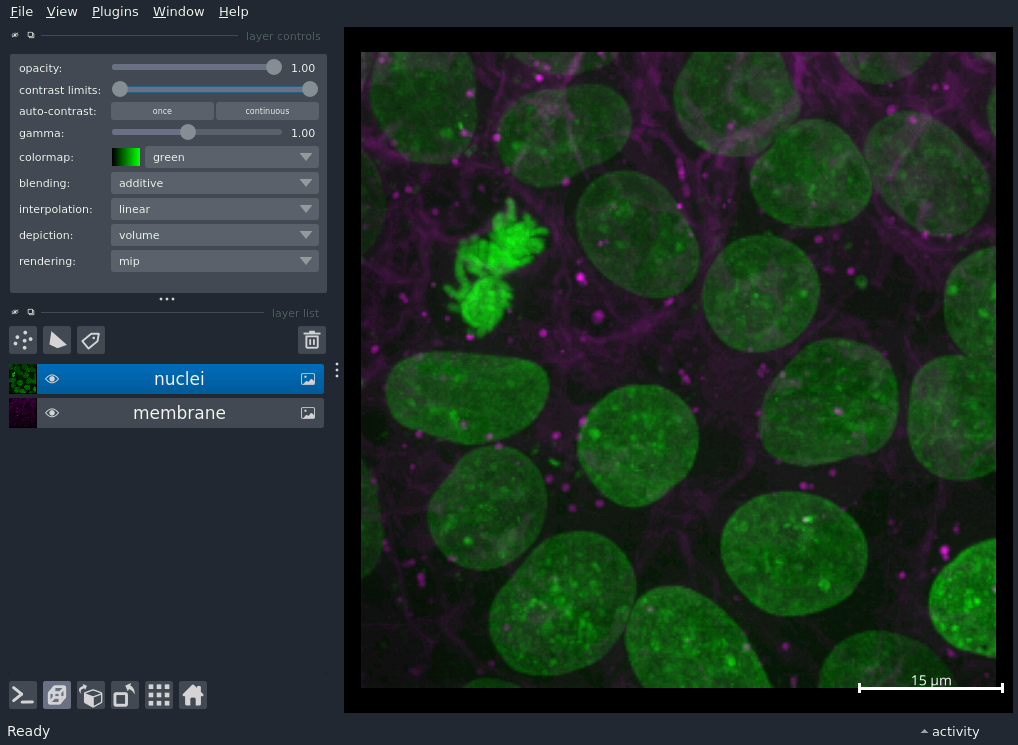 File View Plugins Window Help
layer controls
opacity: 1.00
contrast limits:
auto-contrast: once continuous
gamma: 1.00
colormap: green
blending: additive
interpolation: linear
depiction: volume
rendering: mip
layer list
nuclei
membrane
15 µm
Ready
activity